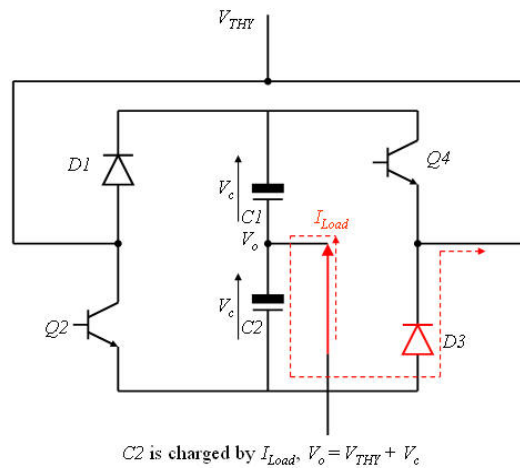 V_THY
D1
Q4
V_c
C1
I_Load
V_o
V_c
C2
Q2
D3
C2 is charged by I_Load, V_o = V_THY + V_c